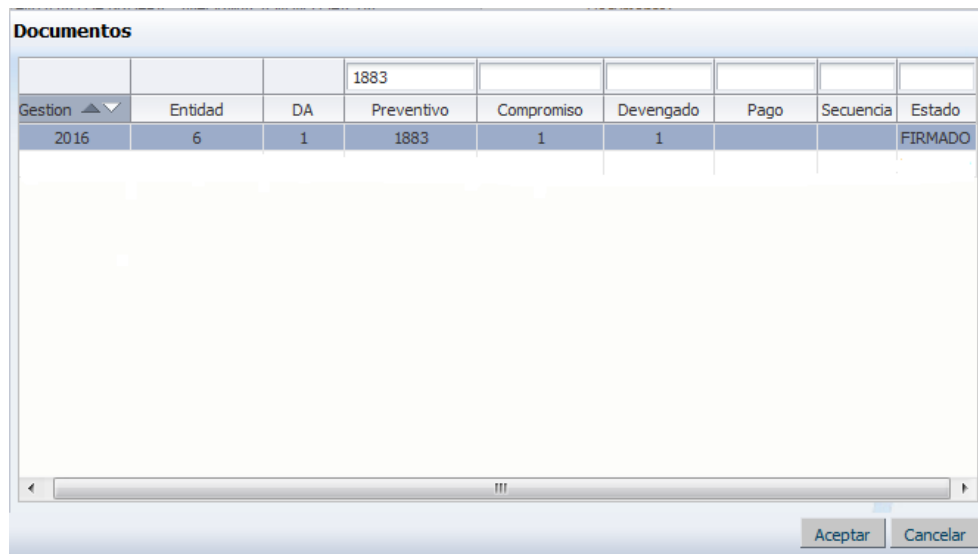 Documentos
1883
Gestion Entidad DA Preventivo Compromiso Devengado Pago Secuencia Estado
2016 6 1 1883 1 1 FIRMADO
Aceptar Cancelar